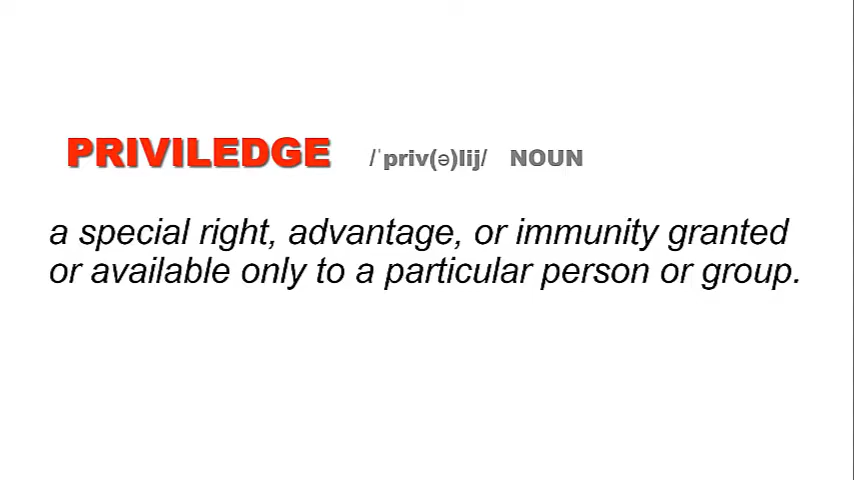 PRIVILEDGE /ˈpriv(ə)lij/ NOUN
a special right, advantage, or immunity granted
or available only to a particular person or group.